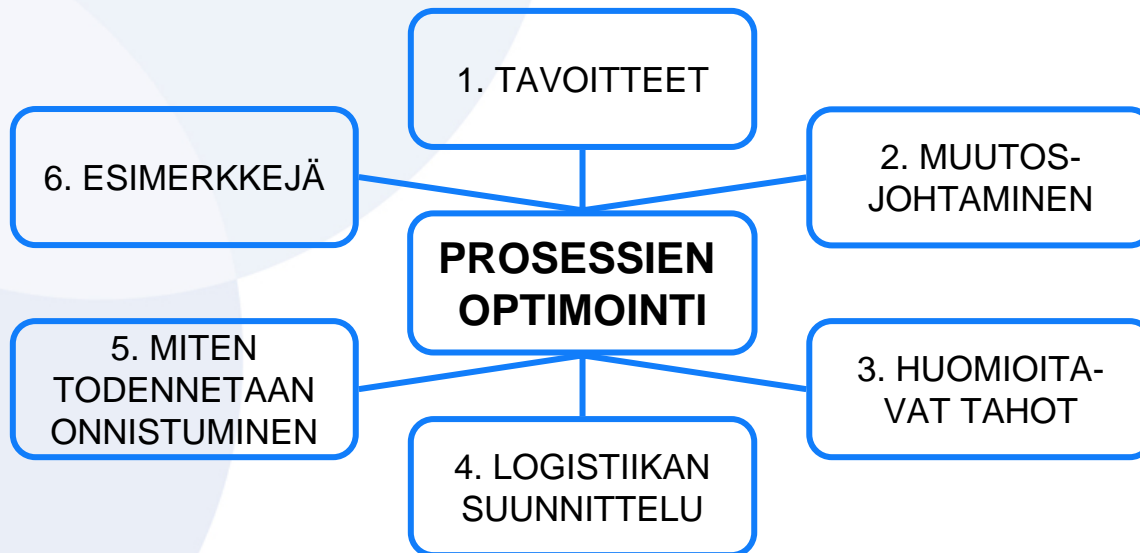 1. TAVOITTEET
2. MUUTOS-
JOHTAMINEN
3. HUOMIOITA-
VAT TAHOT
4. LOGISTIIKAN
SUUNNITTELU
5. MITEN
TODENNETAAN
ONNISTUMINEN
6. ESIMERKKEJÄ
PROSESSIEN
OPTIMOINTI